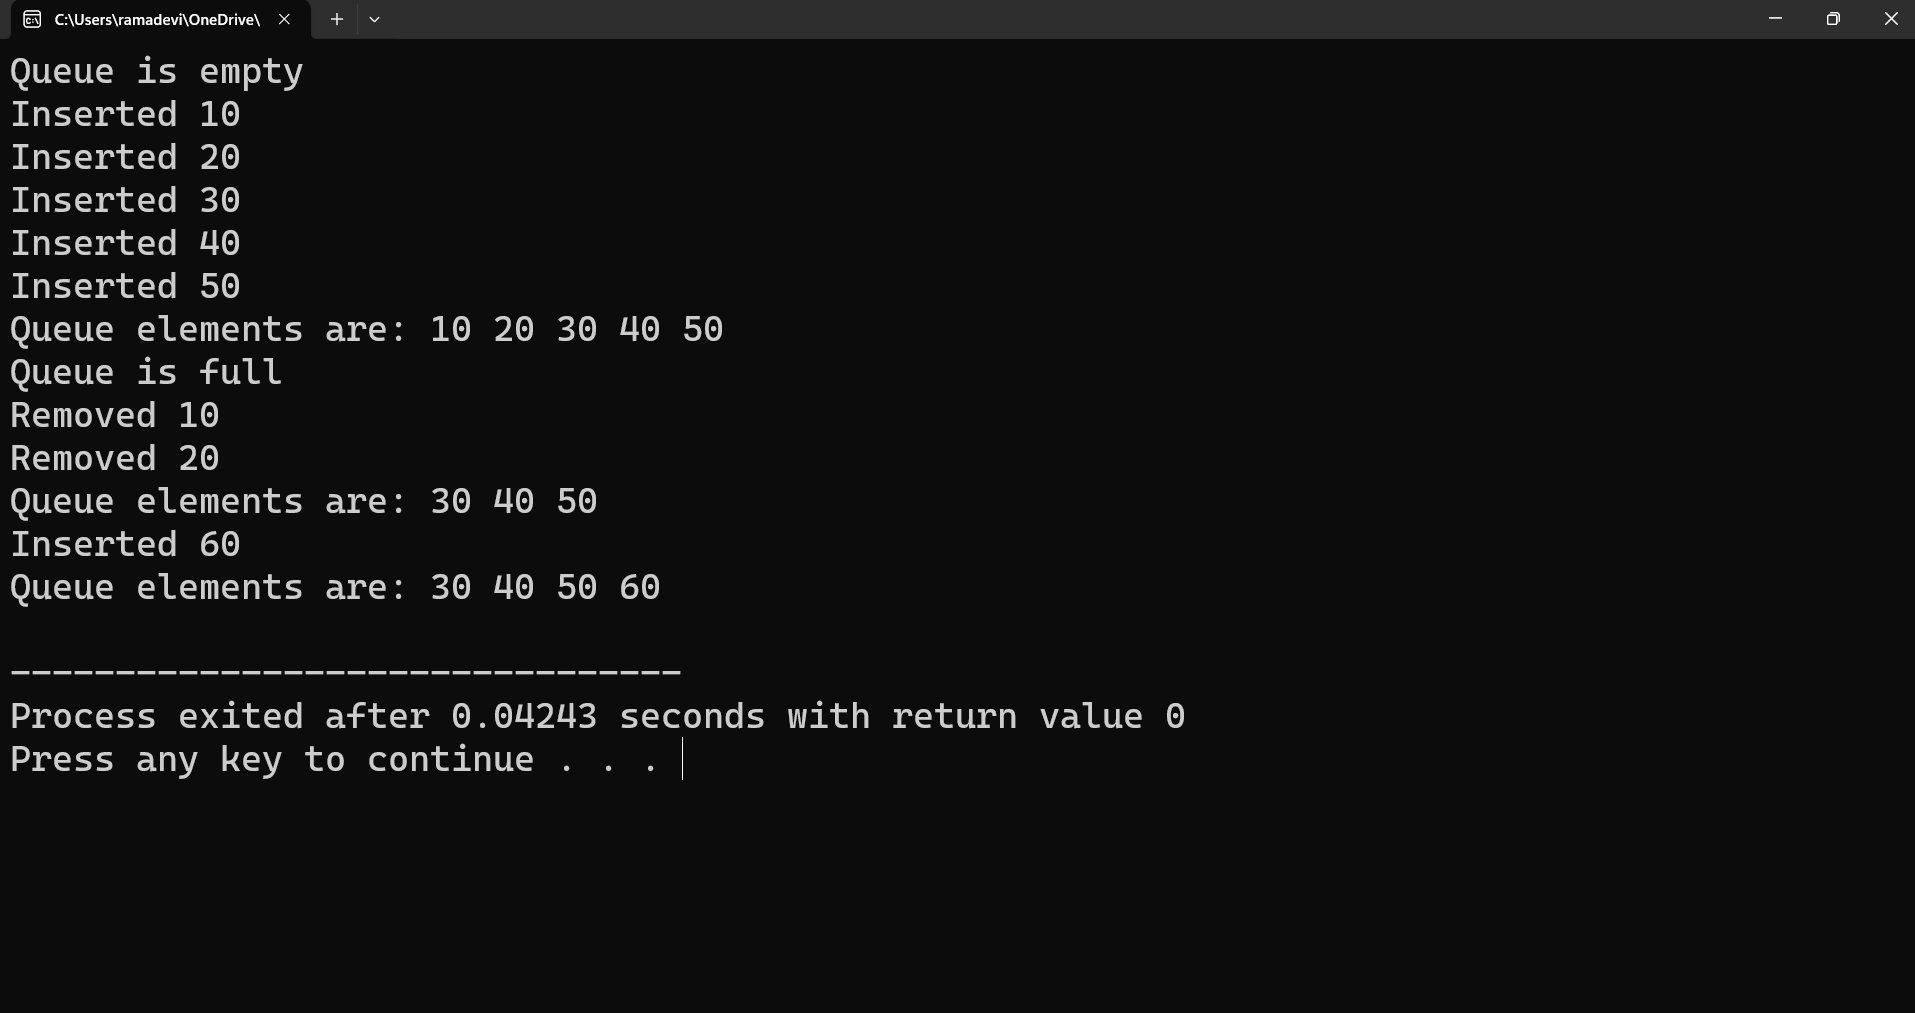 C:\Users\ramadevi\OneDrive\
Queue is empty
Inserted 10
Inserted 20
Inserted 30
Inserted 40
Inserted 50
Queue elements are: 10 20 30 40 50
Queue is full
Removed 10
Removed 20
Queue elements are: 30 40 50
Inserted 60
Queue elements are: 30 40 50 60
--------------------------------
Process exited after 0.04243 seconds with return value 0
Press any key to continue . . .